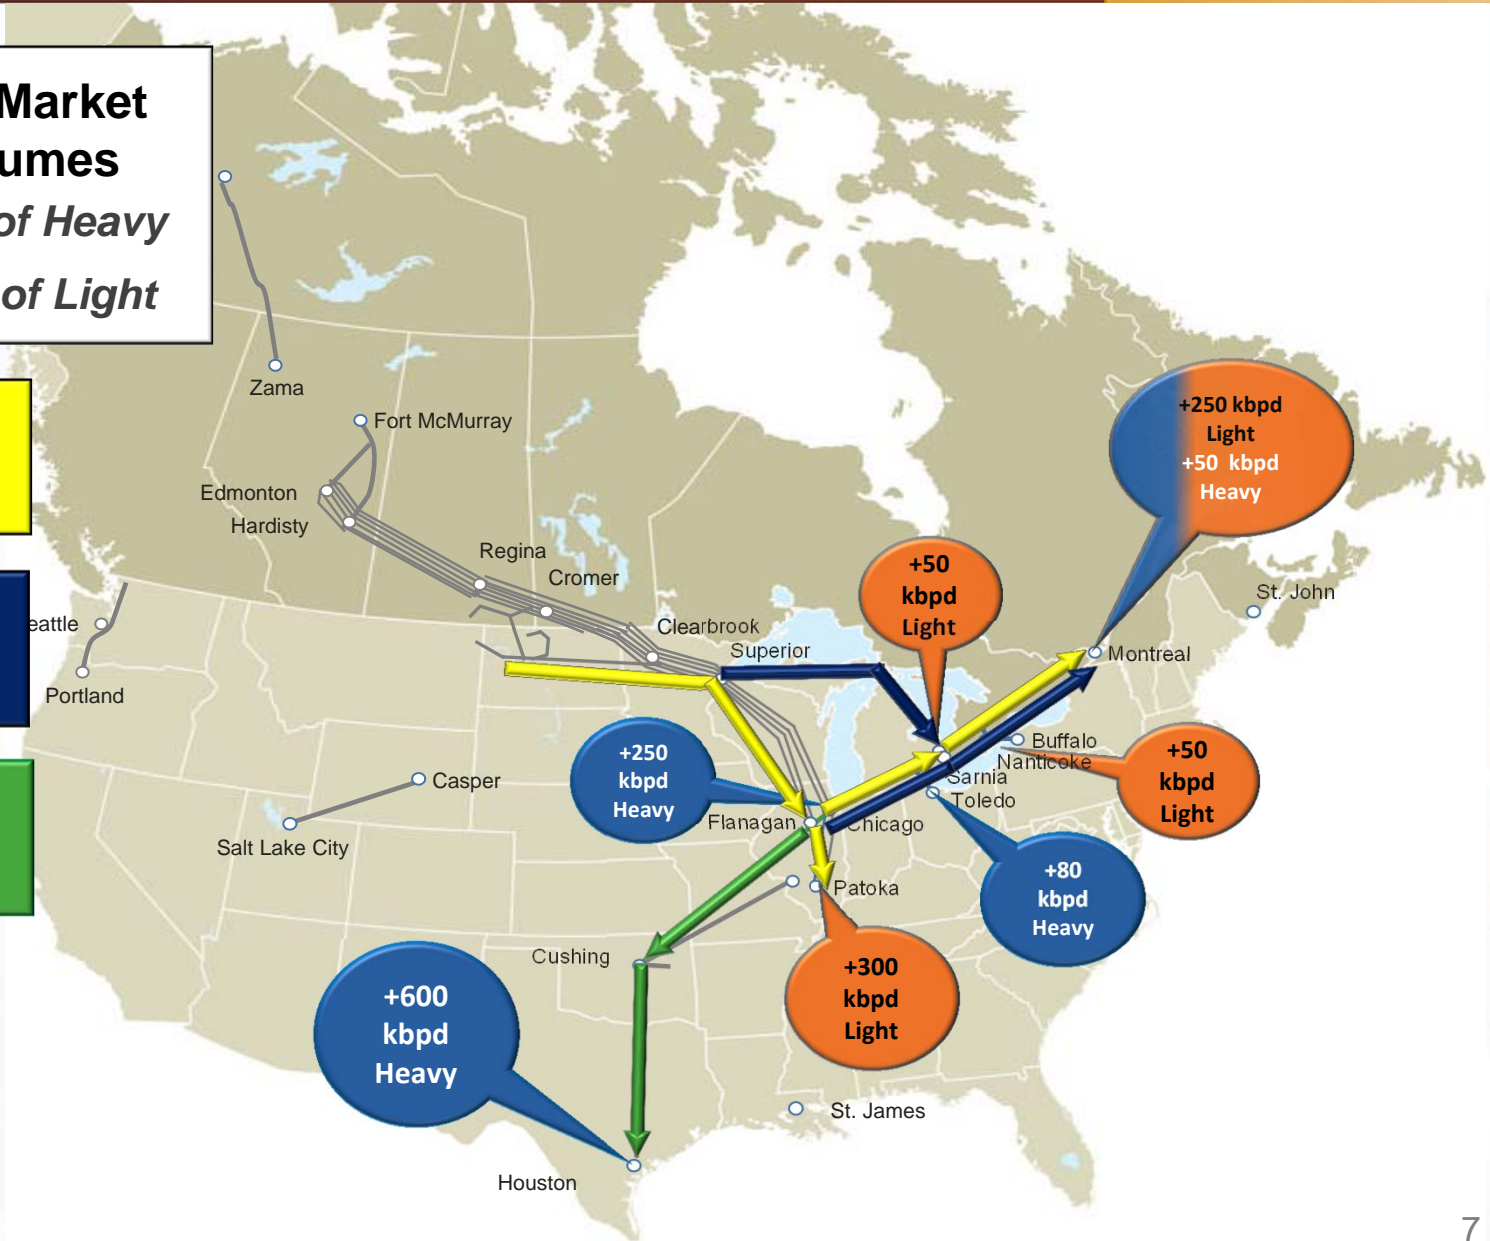 Market
umes
of Heavy
of Light
Zama
Fort McMurray
Edmonton
Hardisty
Regina
Cromer
Clearbrook
Superior
eattle
Portland
Casper
Salt Lake City
+250 kbpd
Light
+50 kbpd
Heavy
+50
kbpd
Light
St. John
Montreal
Buffalo
Nanticoke
Sarnia
Toledo
+50
kbpd
Light
+250
kbpd
Heavy
Flanagan
Chicago
Patoka
+80
kbpd
Heavy
Cushing
+300
kbpd
Light
+600
kbpd
Heavy
St. James
Houston
7